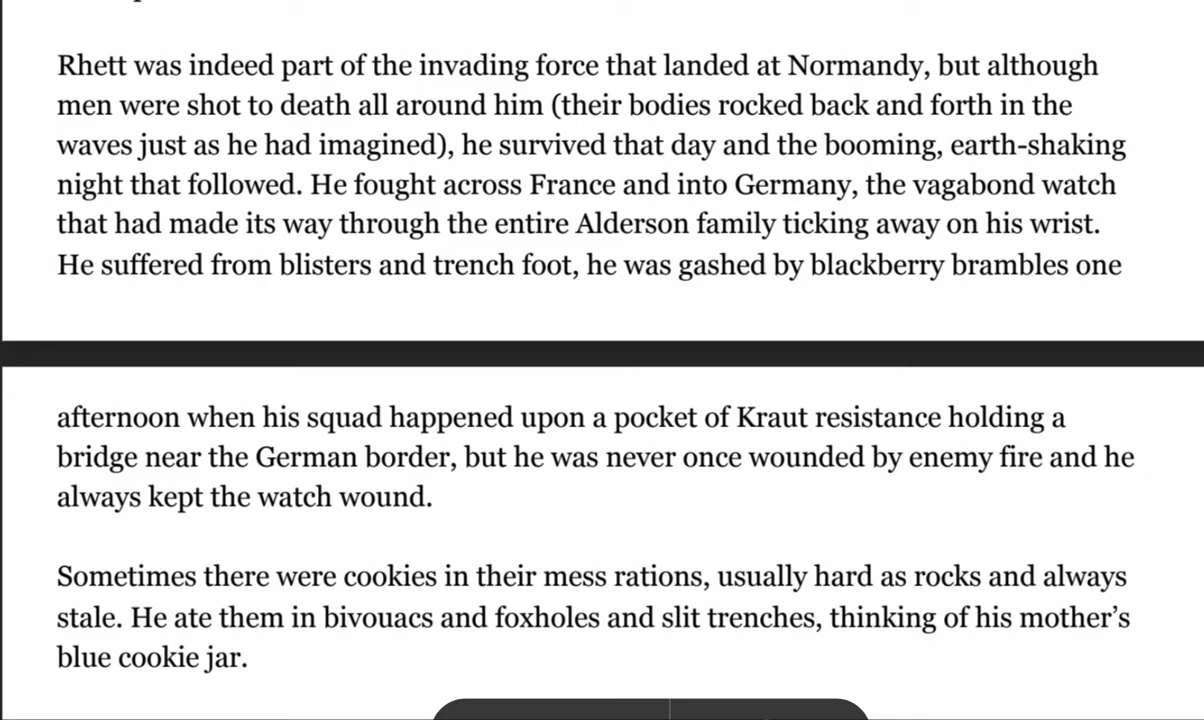 Rhett was indeed part of the invading force that landed at Normandy, but although
men were shot to death all around him (their bodies rocked back and forth in the
waves just as he had imagined), he survived that day and the booming, earth-shaking
night that followed. He fought across France and into Germany, the vagabond watch
that had made its way through the entire Alderson family ticking away on his wrist.
He suffered from blisters and trench foot, he was gashed by blackberry brambles one
afternoon when his squad happened upon a pocket of Kraut resistance holding a
bridge near the German border, but he was never once wounded by enemy fire and he
always kept the watch wound.
Sometimes there were cookies in their mess rations, usually hard as rocks and always
stale. He ate them in bivouacs and foxholes and slit trenches, thinking of his mother’s
blue cookie jar.